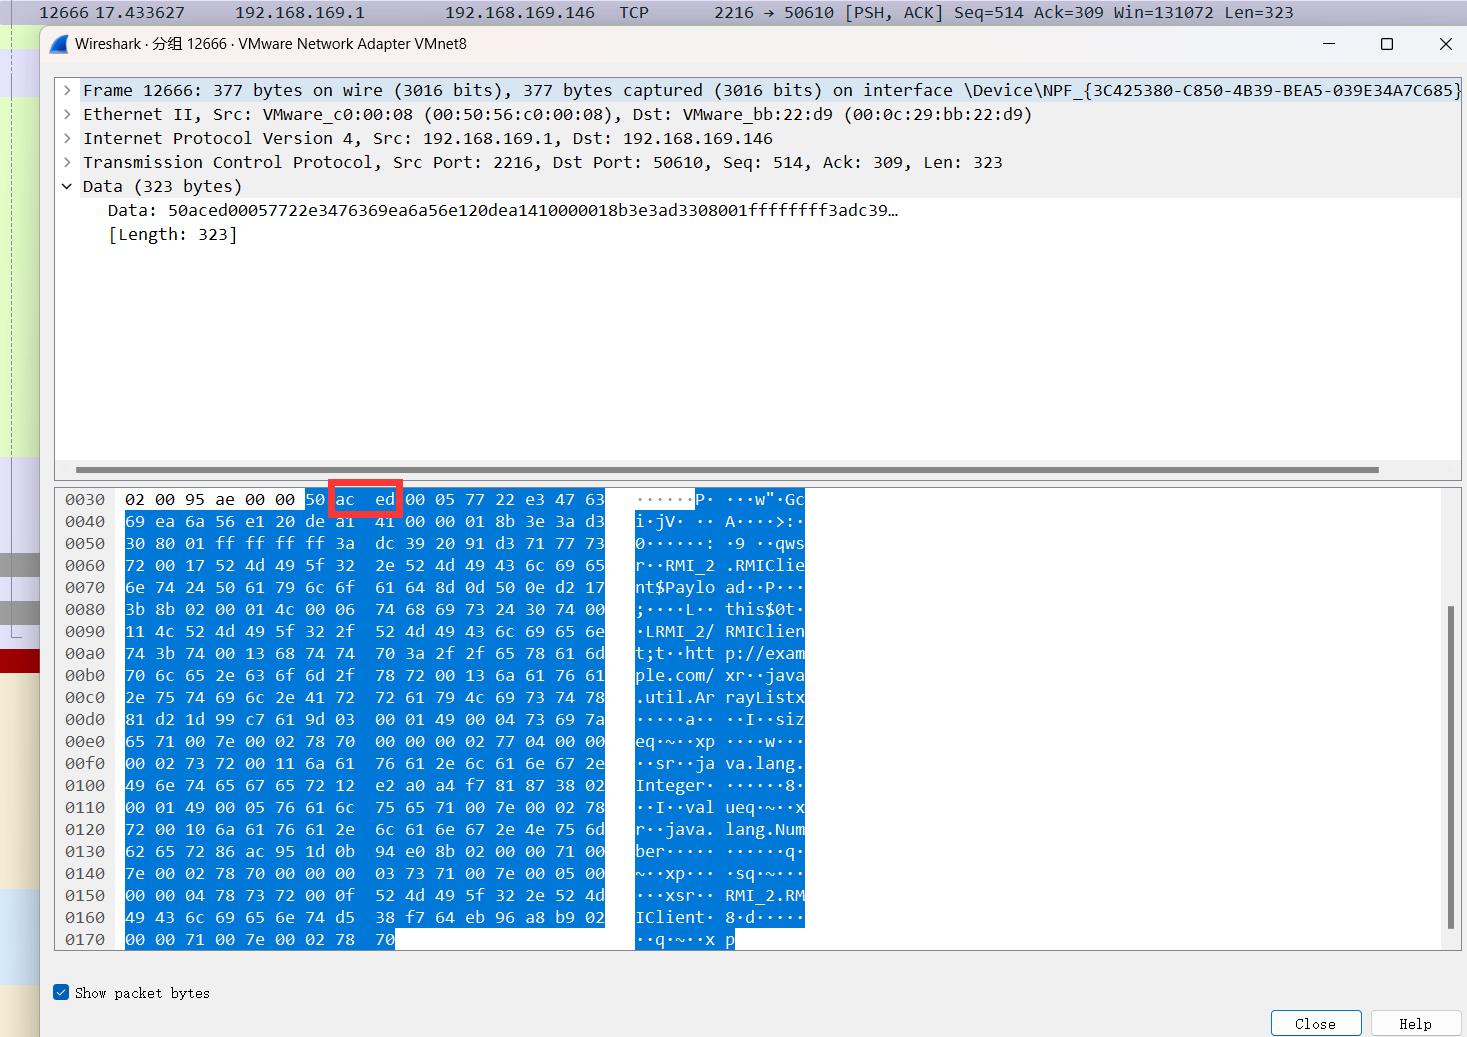 12666 17.433627 192.168.169.1 192.168.169.146 TCP 2216 → 50610 [PSH, ACK] Seq=514 Ack=309 Win=131072 Len=323
Wireshark · 分组 12666 · VMware Network Adapter VMnet8
Frame 12666: 377 bytes on wire (3016 bits), 377 bytes captured (3016 bits) on interface \Device\NPF_{3C425380-C850-4B39-BEA5-039E34A7C685}
Ethernet II, Src: VMware_c0:00:08 (00:50:56:c0:00:08), Dst: VMware_bb:22:d9 (00:0c:29:bb:22:d9)
Internet Protocol Version 4, Src: 192.168.169.1, Dst: 192.168.169.146
Transmission Control Protocol, Src Port: 2216, Dst Port: 50610, Seq: 514, Ack: 309, Len: 323
Data (323 bytes)
Data: 50aced00057722e3476369ea6a56e120dea1410000018b3e3ad3308001ffffffff3adc39…
[Length: 323]
0030 02 00 95 ae 00 00 50 ac ed 00 05 77 22 e3 47 63 ······P· ···w"·Gc
0040 69 ea 6a 56 e1 20 de a1 41 00 00 01 8b 3e 3a d3 i·jV· ·· A····>:·
0050 30 80 01 ff ff ff ff 3a dc 39 20 91 d3 71 77 73 0······: ·9 ··qws
0060 72 00 17 52 4d 49 5f 32 2e 52 4d 49 43 6c 69 65 r··RMI_2 .RMIClie
0070 6e 74 24 50 61 79 6c 6f 61 64 8d 0d 50 0e d2 17 nt$Paylo ad··P···
0080 3b 8b 02 00 01 4c 00 06 74 68 69 73 24 30 74 00 ;····L·· this$0t·
0090 11 4c 52 4d 49 5f 32 2f 52 4d 49 43 6c 69 65 6e ·LRMI_2/ RMIClien
00a0 74 3b 74 00 13 68 74 74 70 3a 2f 2f 65 78 61 6d t;t··htt p://exam
00b0 70 6c 65 2e 63 6f 6d 2f 78 72 00 13 6a 61 76 61 ple.com/ xr··java
00c0 2e 75 74 69 6c 2e 41 72 72 61 79 4c 69 73 74 78 .util.Ar rayListx
00d0 81 d2 1d 99 c7 61 9d 03 00 01 49 00 04 73 69 7a ·····a·· ··I··siz
00e0 65 71 00 7e 00 02 78 70 00 00 00 02 77 04 00 00 eq·~··xp ····w···
00f0 00 02 73 72 00 11 6a 61 76 61 2e 6c 61 6e 67 2e ··sr··ja va.lang.
0100 49 6e 74 65 67 65 72 12 e2 a0 a4 f7 81 87 38 02 Integer· ······8·
0110 00 01 49 00 05 76 61 6c 75 65 71 00 7e 00 02 78 ··I··val ueq·~··x
0120 72 00 10 6a 61 76 61 2e 6c 61 6e 67 2e 4e 75 6d r··java. lang.Num
0130 62 65 72 86 ac 95 1d 0b 94 e0 8b 02 00 00 71 00 ber····· ······q·
0140 7e 00 02 78 70 00 00 00 03 73 71 00 7e 00 05 00 ~··xp··· ·sq·~···
0150 00 00 04 78 73 72 00 0f 52 4d 49 5f 32 2e 52 4d ···xsr·· RMI_2.RM
0160 49 43 6c 69 65 6e 74 d5 38 f7 64 eb 96 a8 b9 02 IClient· 8·d·····
0170 00 00 71 00 7e 00 02 78 70 ··q·~··x p
Show packet bytes
Close Help